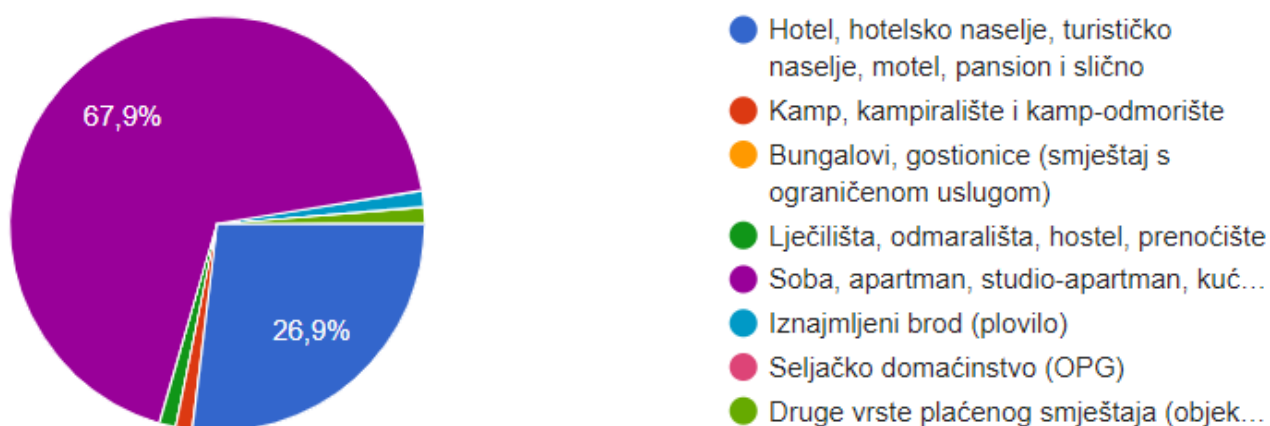 67,9%
26,9%
Hotel, hotelsko naselje, turističko
naselje, motel, pansion i slično
Kamp, kampiralište i kamp-odmorište
Bungalovi, gostionice (smještaj s
ograničenom uslugom)
Lječilišta, odmarališta, hostel, prenoćište
Soba, apartman, studio-apartman, kuć...
Iznajmljeni brod (plovilo)
Seljačko domaćinstvo (OPG)
Druge vrste plaćenog smještaja (objek...